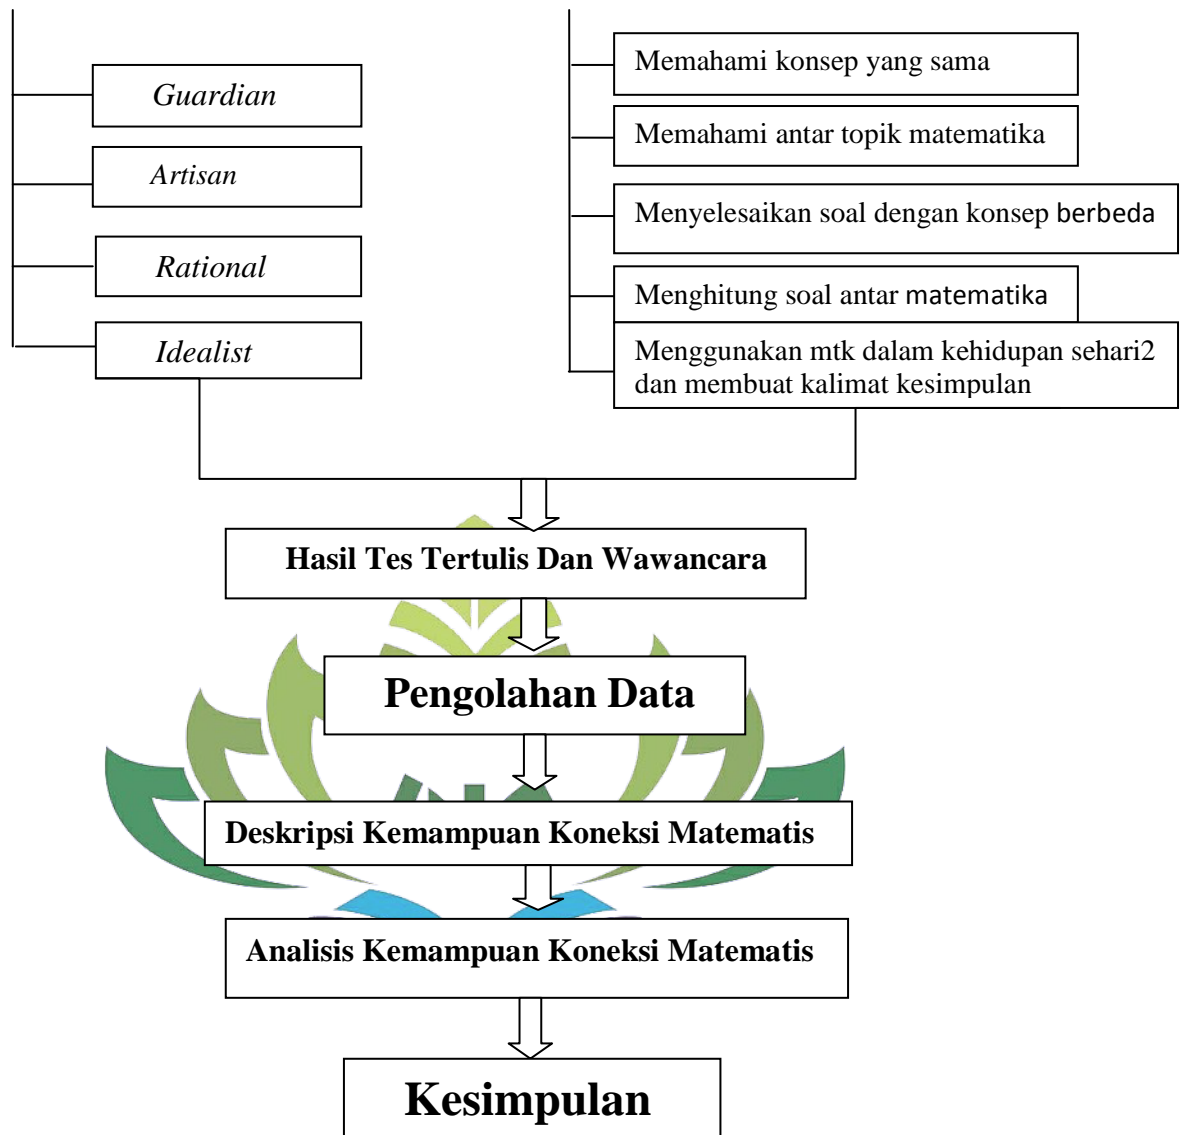 Guardian
Artisan
Rational
Idealist
Memahami konsep yang sama
Memahami antar topik matematika
Menyelesaikan soal dengan konsep berbeda
Menghitung soal antar matematika
Menggunakan mtk dalam kehidupan sehari2
dan membuat kalimat kesimpulan
Hasil Tes Tertulis Dan Wawancara
Pengolahan Data
Deskripsi Kemampuan Koneksi Matematis
Analisis Kemampuan Koneksi Matematis
Kesimpulan